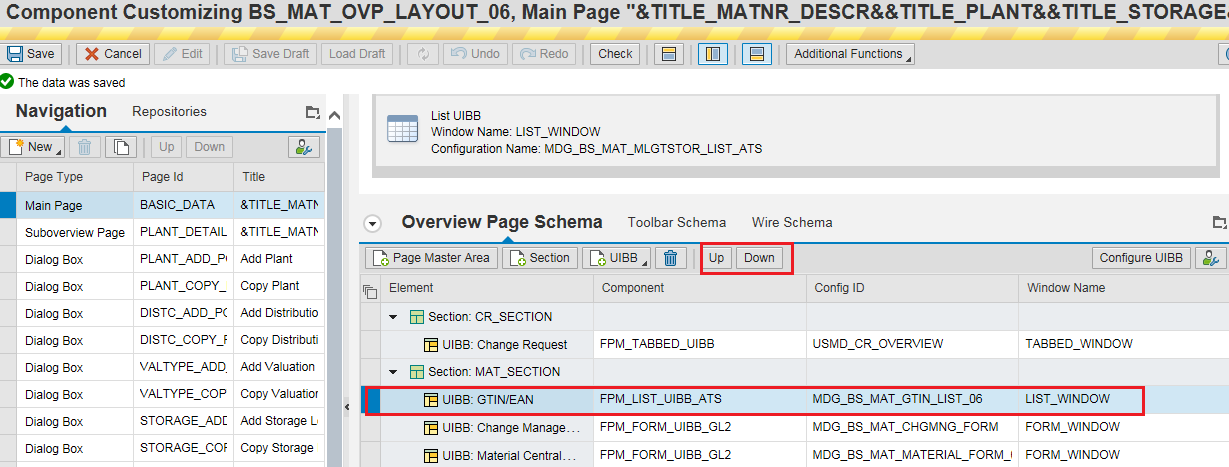 Component Customizing BS_MAT_OVP_LAYOUT_06, Main Page "&TITLE_MATNR_DESCR&&TITLE_PLANT&&TITLE_STORAGE&
Save Cancel Edit Save Draft Load Draft Undo Redo Check Additional Functions
The data was saved
Navigation Repositories
New Up Down
Page Type Page Id Title
Main Page BASIC_DATA &TITLE_MATN
Suboverview Page PLANT_DETAIL &TITLE_MATN
Dialog Box PLANT_ADD_PO Add Plant
Dialog Box PLANT_COPY_ Copy Plant
Dialog Box DISTC_ADD_PO Add Distributio
Dialog Box DISTC_COPY_F Copy Distributi
Dialog Box VALTYPE_ADD_ Add Valuation
Dialog Box VALTYPE_COP Copy Valuation
Dialog Box STORAGE_ADD Add Storage Lo
Dialog Box STORAGE_COP Copy Storage
List UIBB
Window Name: LIST_WINDOW
Configuration Name: MDG_BS_MAT_MLGTSTOR_LIST_ATS
Overview Page Schema Toolbar Schema Wire Schema
Page Master Area Section UIBB Up Down Configure UIBB
Element Component Config ID Window Name
Section: CR_SECTION
UIBB: Change Request FPM_TABBED_UIBB USMD_CR_OVERVIEW TABBED_WINDOW
Section: MAT_SECTION
UIBB: GTIN/EAN FPM_LIST_UIBB_ATS MDG_BS_MAT_GTIN_LIST_06 LIST_WINDOW
UIBB: Change Manage... FPM_FORM_UIBB_GL2 MDG_BS_MAT_CHGMNG_FORM FORM_WINDOW
UIBB: Material Central... FPM_FORM_UIBB_GL2 MDG_BS_MAT_MATERIAL_FORM_ FORM_WINDOW